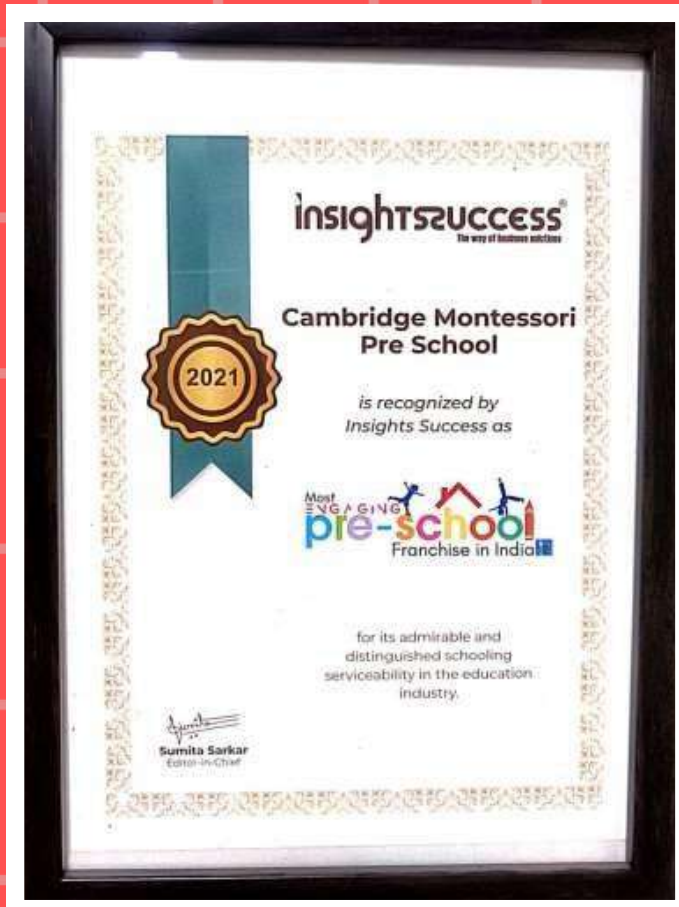 insightssuccess®
The way of business solutions
Cambridge Montessori
Pre School
2021
is recognized by
Insights Success as
Most
ENGAGING
pre-school
Franchise in India
for its admirable and
distinguished schooling
serviceability in the education
industry.
Sumita Sarkar
Editor-in-Chief